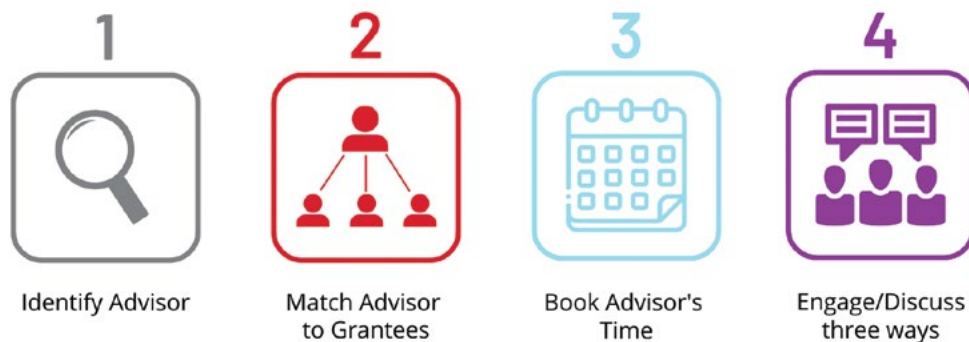 1
2
3
4
Identify Advisor
Match Advisor
to Grantees
Book Advisor's
Time
Engage/Discuss
three ways